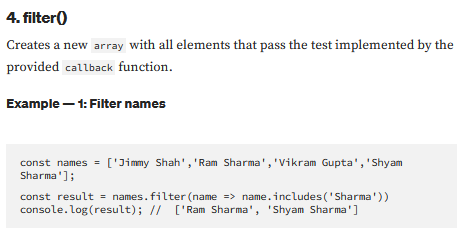 4. filter()
Creates a new array with all elements that pass the test implemented by the
provided callback function.
Example — 1: Filter names
const names = ['Jimmy Shah','Ram Sharma','Vikram Gupta','Shyam
Sharma'];
const result = names.filter(name => name.includes('Sharma'))
console.log(result); //  ['Ram Sharma', 'Shyam Sharma']